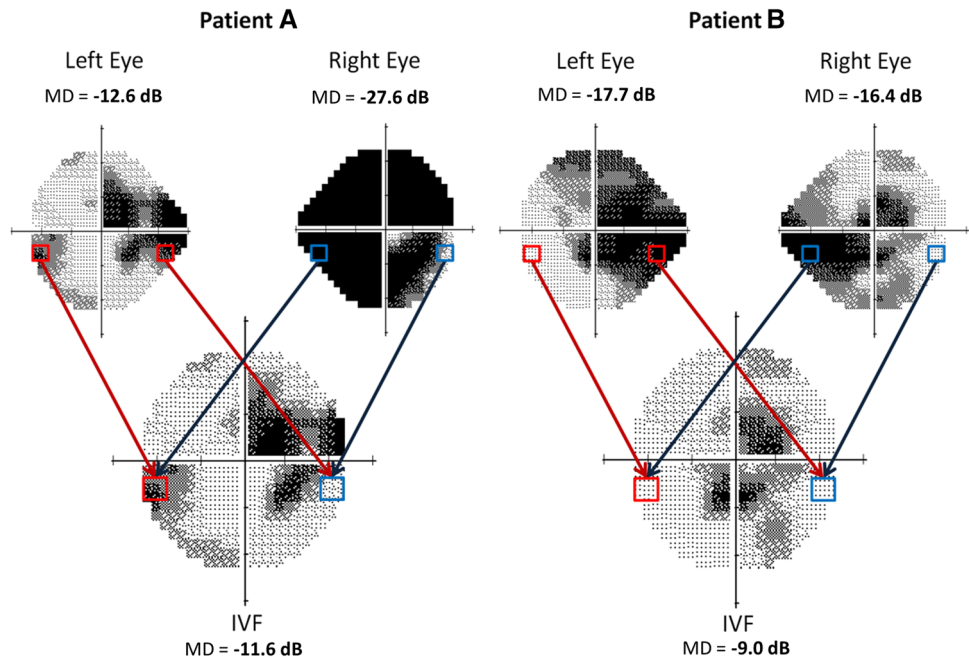 Patient A
Left Eye
Right Eye
MD = -12.6 dB
MD = -27.6 dB
IVF
MD = -11.6 dB
Patient B
Left Eye
Right Eye
MD = -17.7 dB
MD = -16.4 dB
IVF
MD = -9.0 dB